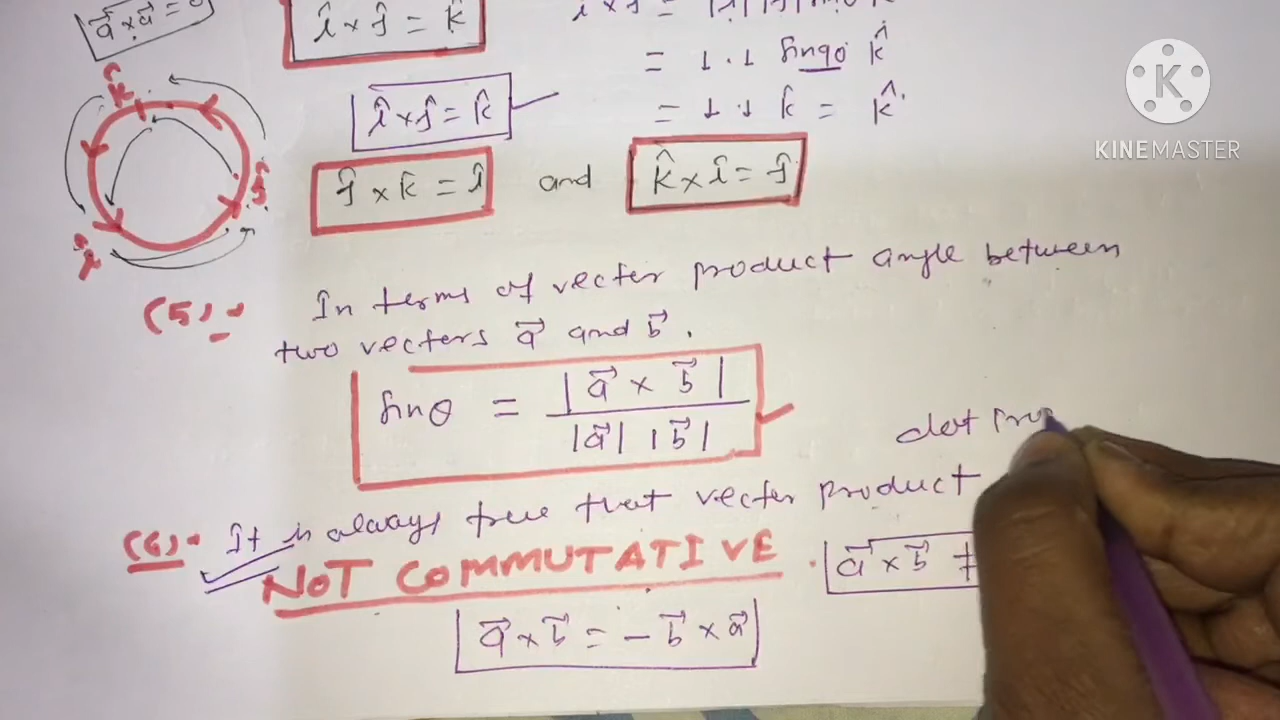 a⃗ × a⃗ = 0
î × ĵ = k̂
= 1 . 1 Sin90 k̂
î × ĵ = k̂
= 1 . 1 k̂ = k̂.
ĵ × k̂ = î and k̂ × î = ĵ
k̂
ĵ
î
(5)- In terms of vector product angle between
two vectors a⃗ and b⃗.
Sinθ = |a⃗ × b⃗| / |a⃗| |b⃗|
dot pro
(6)- It is always true that vector product
NOT COMMUTATIVE . a⃗ × b⃗ ≠
a⃗ × b⃗ = - b⃗ × a⃗
K
KINEMASTER